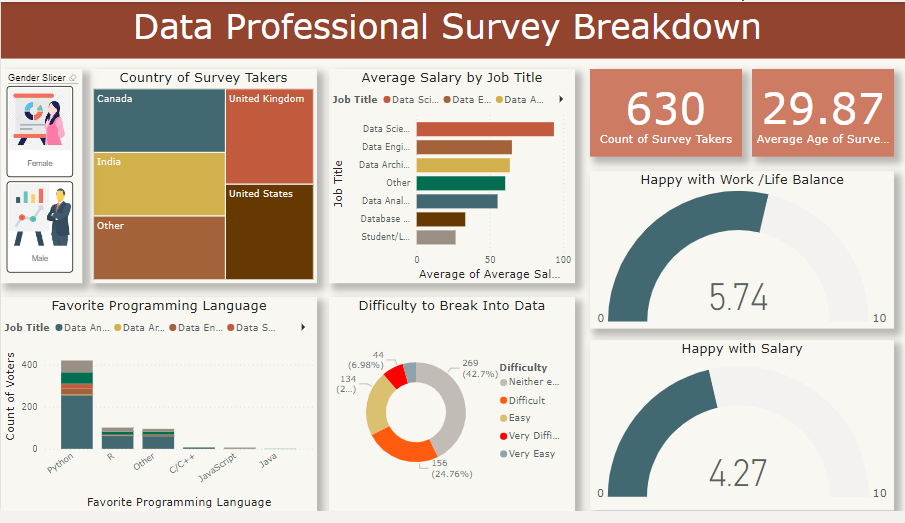 Data Professional Survey Breakdown
Gender Slicer
Female
Male
Country of Survey Takers
Canada
United Kingdom
India
United States
Other
Average Salary by Job Title
Job Title Data Sci... Data E... Data A...
Job Title
Data Scie...
Data Engi...
Data Archi...
Other
Data Anal...
Database ...
Student/L...
0 50 100
Average of Average Sal...
630
Count of Survey Takers
29.87
Average Age of Surve...
Happy with Work /Life Balance
5.74
0 10
Favorite Programming Language
Job Title Data An... Data Ar... Data En... Data S...
Count of Voters
400
200
0
Python
R
Other
C/C++
JavaScript
Java
Favorite Programming Language
Difficulty to Break Into Data
44
(6.98%)
269
(42.7%)
134
(2...)
156
(24.76%)
Difficulty
Neither e...
Difficult
Easy
Very Diffi...
Very Easy
Happy with Salary
4.27
0 10